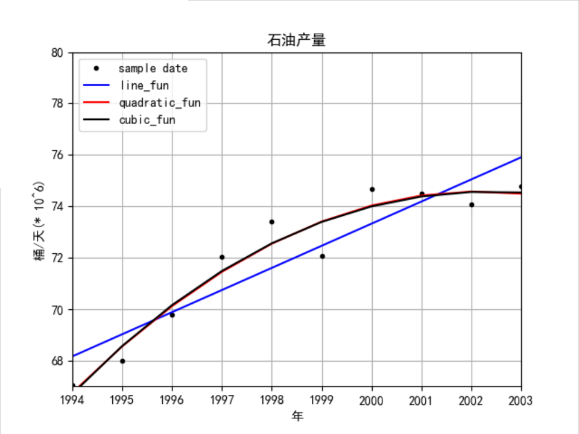 石油产量
sample date
line_fun
quadratic_fun
cubic_fun
80
78
76
74
72
70
68
桶/天(* 10^6)
1994 1995 1996 1997 1998 1999 2000 2001 2002 2003
年